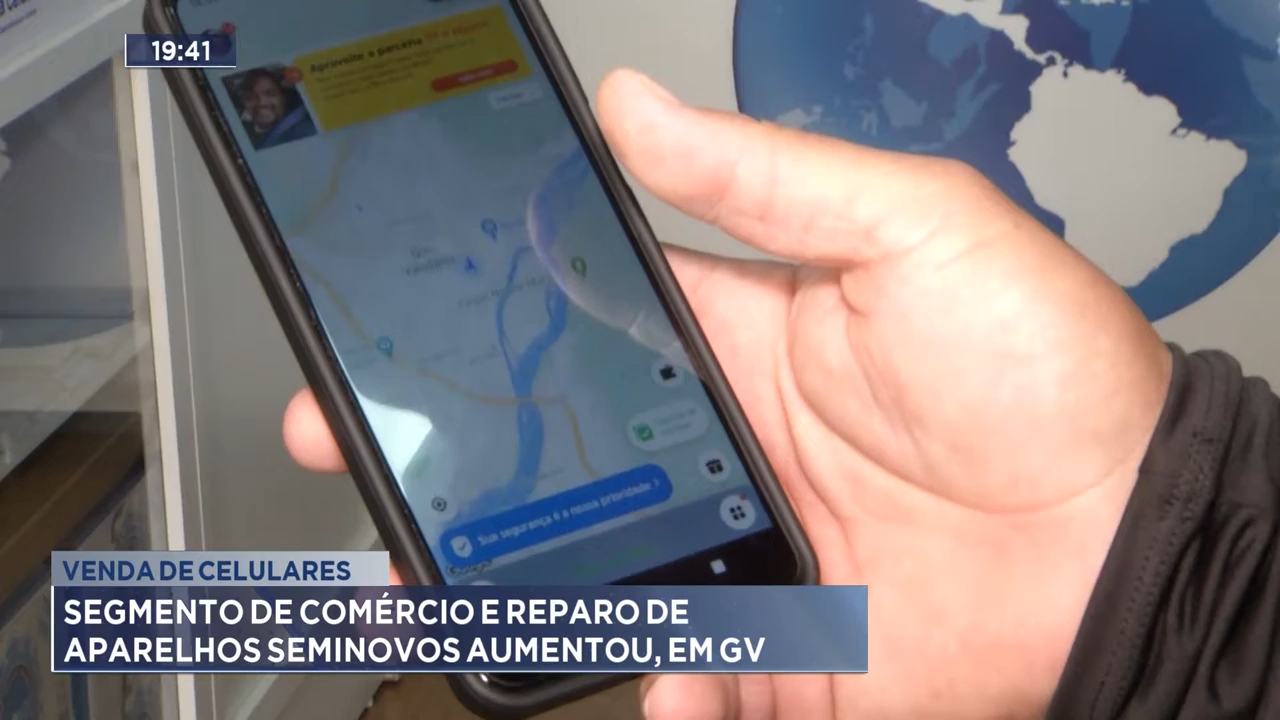 19:41
Aproveite a parceria
Sua segurança é a nossa prioridade >
Google
VENDA DE CELULARES
SEGMENTO DE COMÉRCIO E REPARO DE
APARELHOS SEMINOVOS AUMENTOU, EM GV